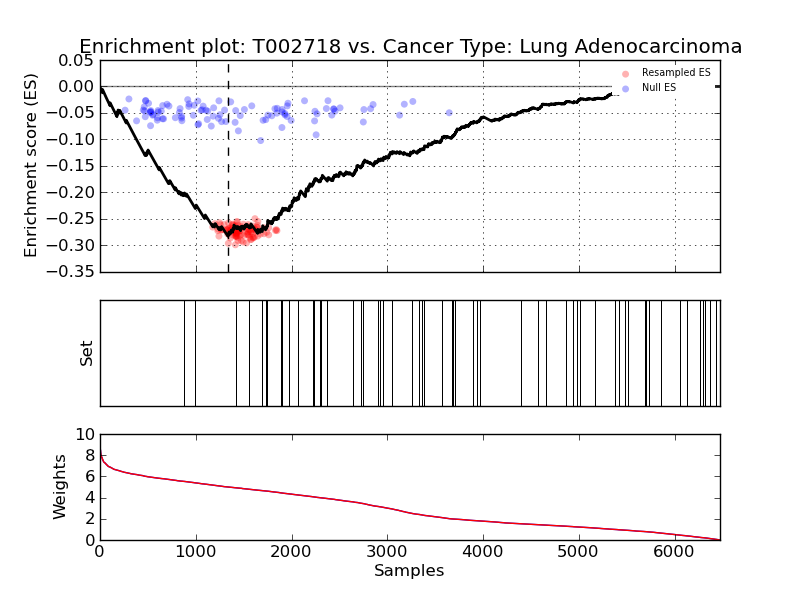 Enrichment plot: T002718 vs. Cancer Type: Lung Adenocarcinoma
Enrichment score (ES)
0.05
0.00
−0.05
−0.10
−0.15
−0.20
−0.25
−0.30
−0.35
Resampled ES
Null ES
Set
Weights
10
8
6
4
2
0
0 1000 2000 3000 4000 5000 6000
Samples